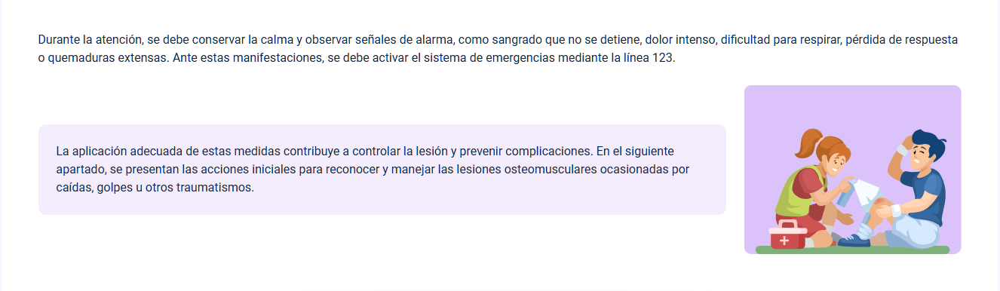 Durante la atención, se debe conservar la calma y observar señales de alarma, como sangrado que no se detiene, dolor intenso, dificultad para respirar, pérdida de respuesta
o quemaduras extensas. Ante estas manifestaciones, se debe activar el sistema de emergencias mediante la línea 123.
La aplicación adecuada de estas medidas contribuye a controlar la lesión y prevenir complicaciones. En el siguiente
apartado, se presentan las acciones iniciales para reconocer y manejar las lesiones osteomusculares ocasionadas por
caídas, golpes u otros traumatismos.